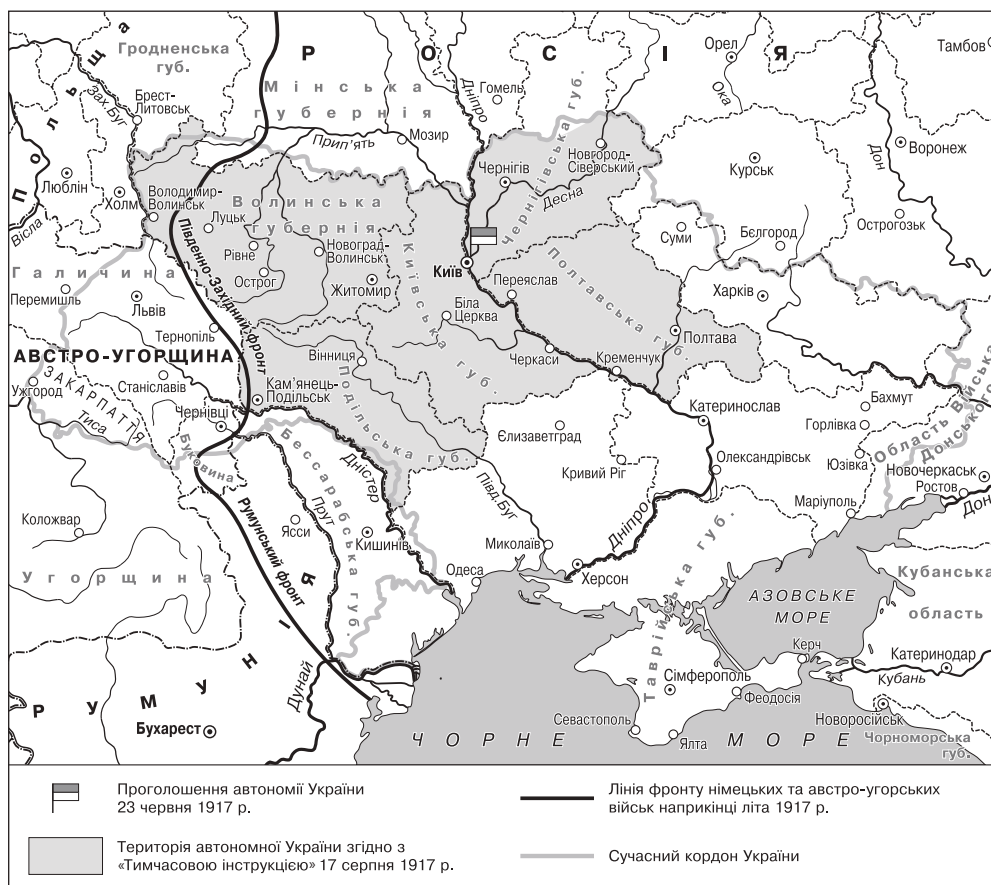 Гродненська
губ.
Р О С І Я
Орел
Тамбов
Польща
Зах.Буг
Брест-
Литовськ
Мінська
губернія
Дніпро
Гомель
Ока
Прип'ять
Мозир
Чернігівська губ.
Новгород-
Сіверський
Чернігів
Десна
Курськ
Дон
Воронеж
Люблін
Холм
Вісла
Володимир-
Волинськ
Луцьк
Волинська
губернія
Рівне
Новоград-
Волинськ
Острог
Житомир
Південно-Західний фронт
Київ
Київська губ.
Суми
Бєлгород
Острогозьк
Галичина
Перемишль
Львів
Тернопіль
Переяслав
Полтавська губ.
Харків
Біла
Церква
Полтава
АВСТРО-УГОРЩИНА
Вінниця
Черкаси
Кременчук
Ужгород
ЗАКАРПАТТЯ
Станіславів
Кам'янець-
Подільськ
Подільська губ.
Тиса
Чернівці
Буковина
Катеринослав
Бахмут
Горлівка
Юзівка
Область Війська
Донського
Єлизаветград
Олександрівськ
Новочеркаськ
Ростов
Дон
Бессарабська губ.
Дністер
Кривий Ріг
Півд.Буг
Маріуполь
Коложвар
Румунський фронт
Ясси
Прут
Кишинів
Миколаїв
Дніпро
Херсон
Одеса
Угорщина
Таврійська губ.
АЗОВСЬКЕ
МОРЕ
Кубанська
область
РУМУНІЯ
Дунай
Бухарест
Керч
Катеринодар
Кубань
Сімферополь
Феодосія
Севастополь
Ялта
Новоросійськ
Чорноморська
губ.
ЧОРНЕ МОРЕ
Проголошення автономії України
23 червня 1917 р.
Лінія фронту німецьких та австро-угорських
військ наприкінці літа 1917 р.
Територія автономної України згідно з
«Тимчасовою інструкцією» 17 серпня 1917 р.
Сучасний кордон України